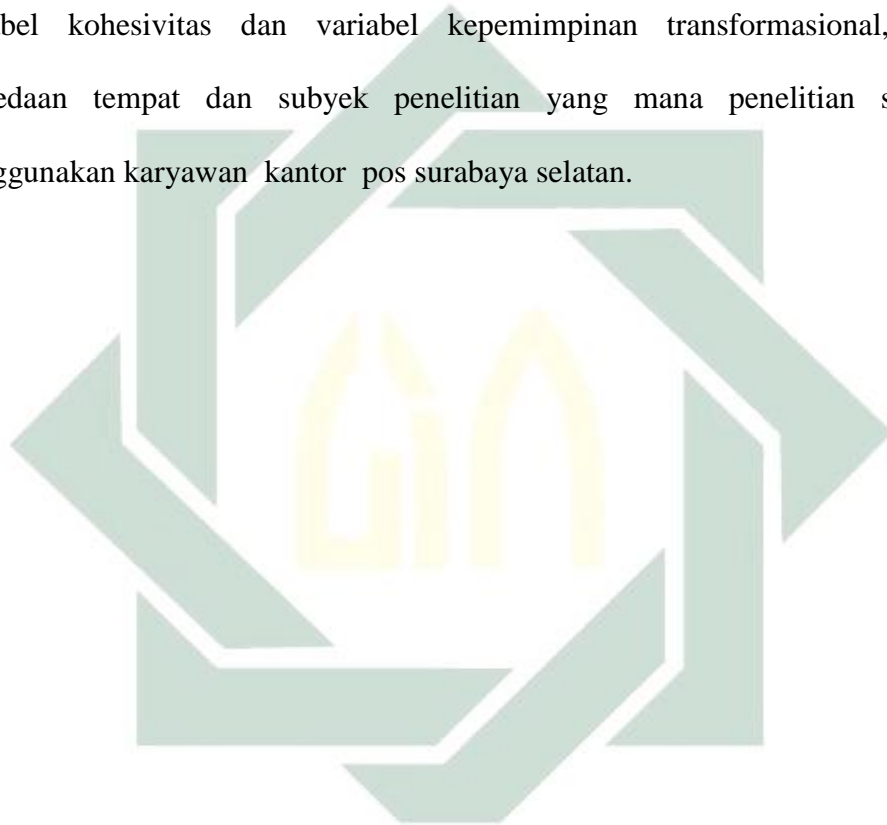 bel kohesivitas dan variabel kepemimpinan transformasional,
edaan tempat dan subyek penelitian yang mana penelitian s
ggunakan karyawan kantor pos surabaya selatan.